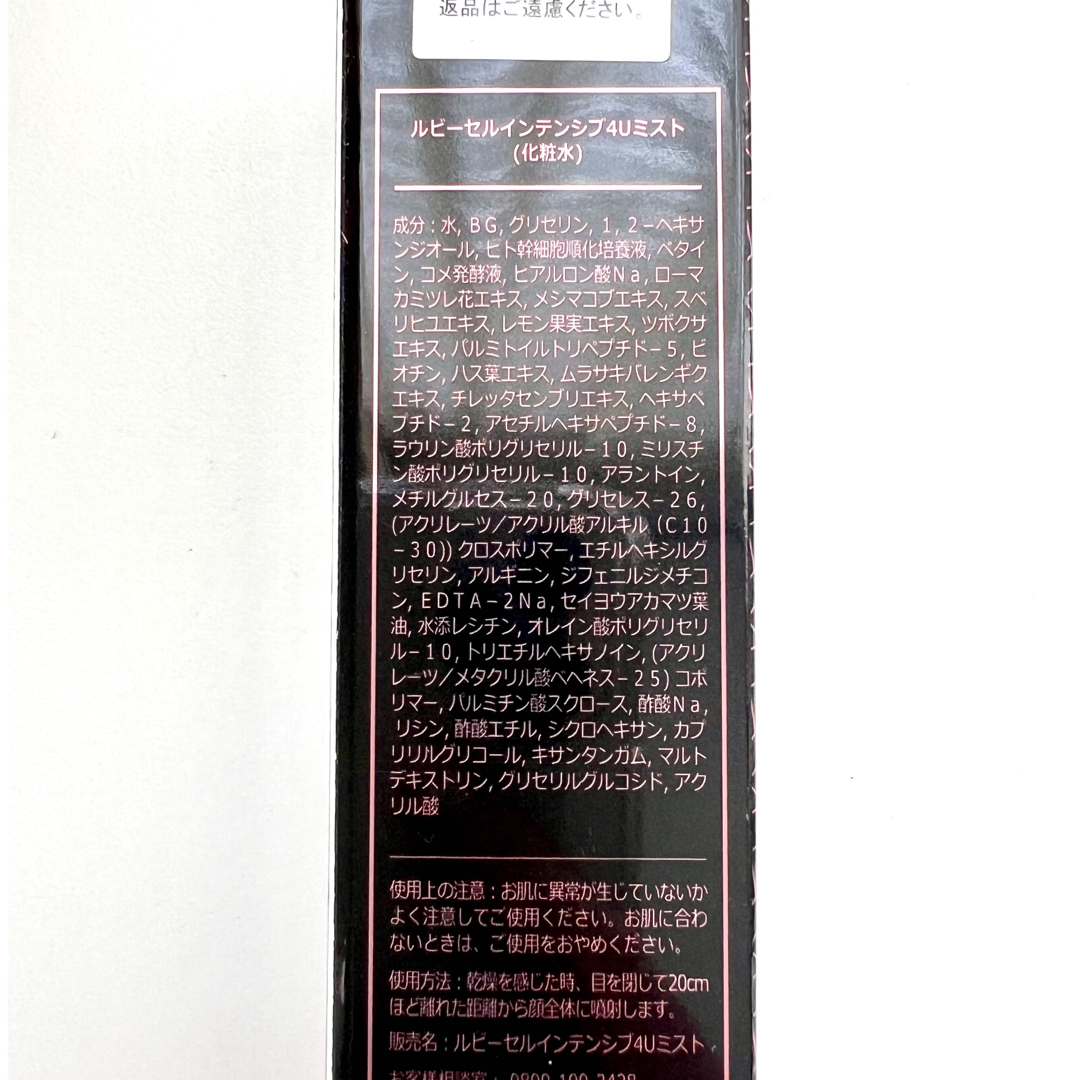 返品はご遠慮ください。
ルビーセルインテンシブ4Uミスト
(化粧水)
成分：水, ＢＧ, グリセリン, １, ２－ヘキサ
ンジオール, ヒト幹細胞順化培養液, ベタイ
ン, コメ発酵液, ヒアルロン酸Ｎａ, ローマ
カミツレ花エキス, メシマコブエキス, スベ
リヒユエキス, レモン果実エキス, ツボクサ
エキス, パルミトイルトリペプチド－５, ビ
オチン, ハス葉エキス, ムラサキバレンギク
エキス, チレッタセンブリエキス, ヘキサペ
プチド－２, アセチルヘキサペプチド－８,
ラウリン酸ポリグリセリル－１０, ミリスチ
ン酸ポリグリセリル－１０, アラントイン,
メチルグルセス－２０, グリセレス－２６,
(アクリレーツ／アクリル酸アルキル（Ｃ１０
－３０)) クロスポリマー, エチルヘキシルグ
リセリン, アルギニン, ジフェニルジメチコ
ン, ＥＤＴＡ－２Ｎａ, セイヨウアカマツ葉
油, 水添レシチン, オレイン酸ポリグリセリ
ル－１０, トリエチルヘキサノイン, (アクリ
レーツ／メタクリル酸ベヘネス－２５) コポ
リマー, パルミチン酸スクロース, 酢酸Ｎａ,
リシン, 酢酸エチル, シクロヘキサン, カプ
リリルグリコール, キサンタンガム, マルト
デキストリン, グリセリルグルコシド, アク
リル酸
使用上の注意：お肌に異常が生じていないか
よく注意してご使用ください。お肌に合わ
ないときは、ご使用をおやめください。
使用方法：乾燥を感じた時、目を閉じて20cm
ほど離れた距離から顔全体に噴射します。
販売名：ルビーセルインテンシブ4Uミスト
お客様相談室： 0800-100-2428